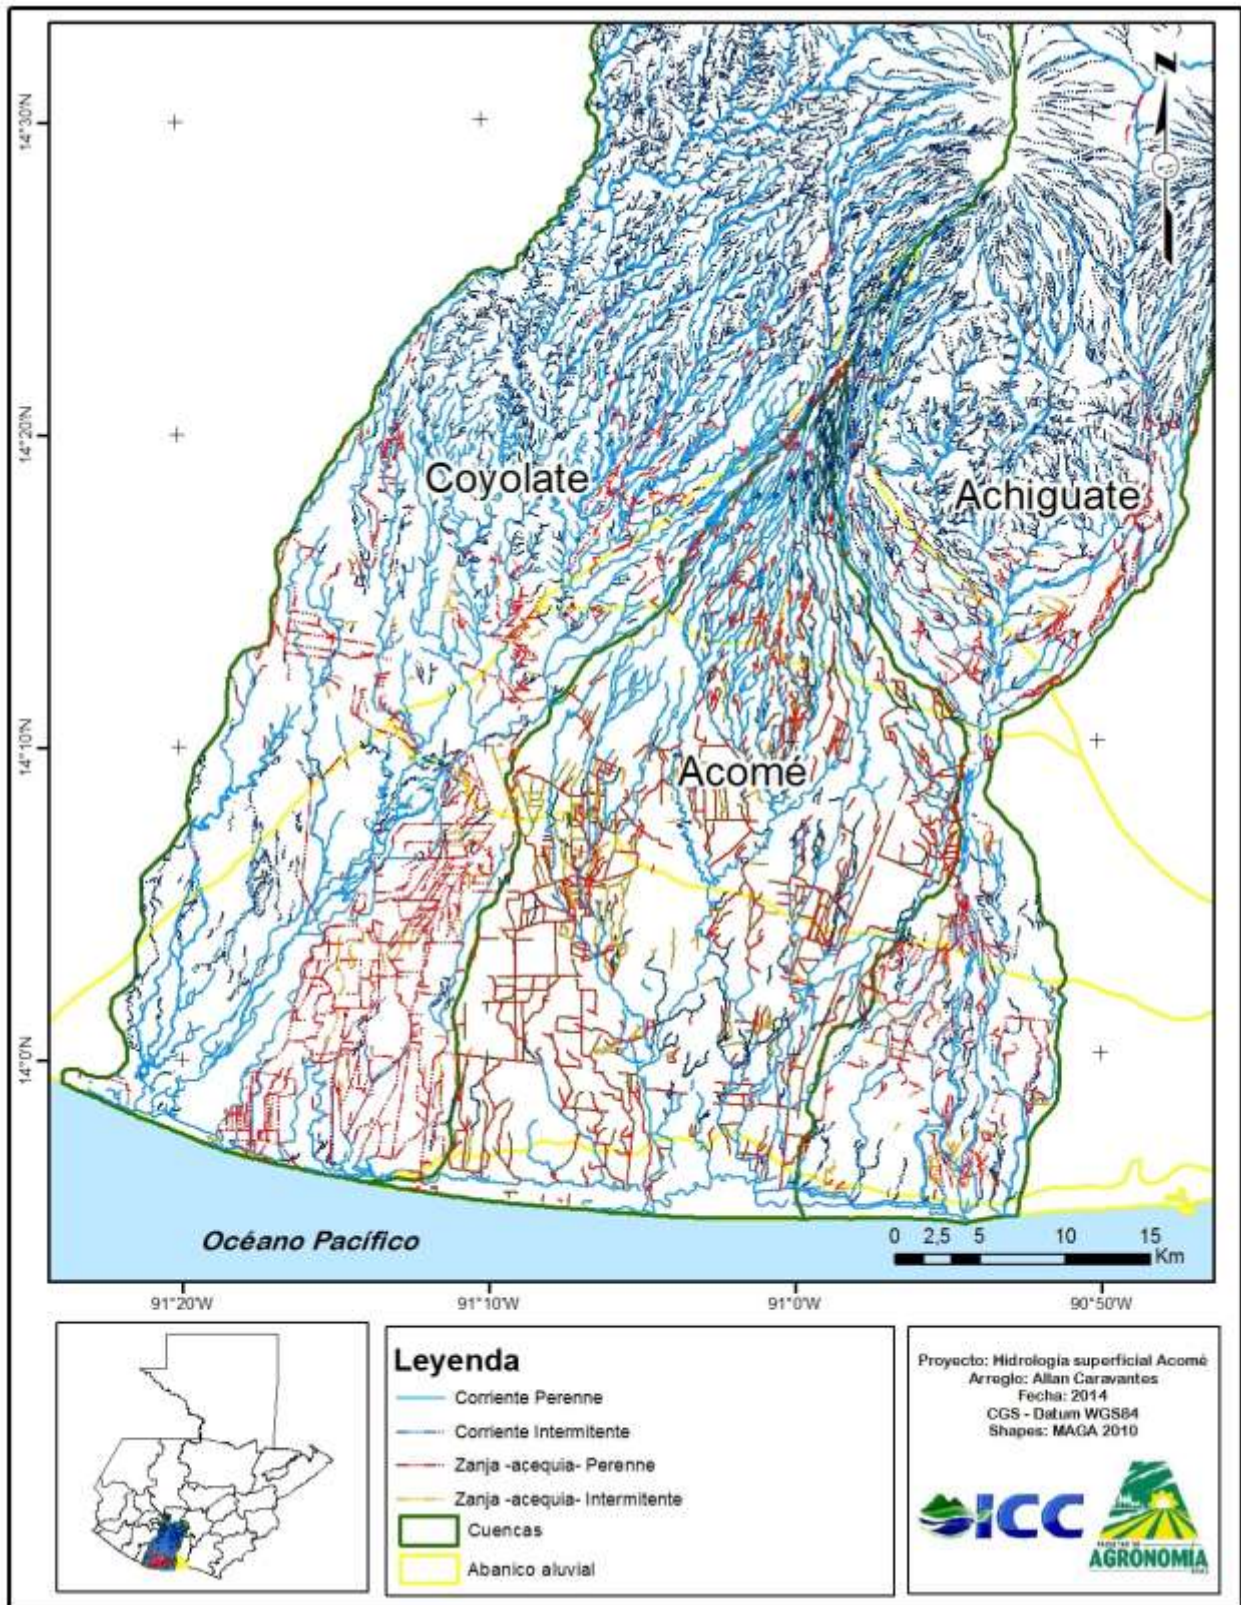 N
14°30'N
14°20'N
14°10'N
14°0'N
Coyolate
Achiguate
Acomé
Océano Pacífico
0 2,5 5 10 15
Km
91°20'W 91°10'W 91°0'W 90°50'W
Leyenda
Corriente Perenne
Corriente Intermitente
Zanja -acequia- Perenne
Zanja -acequia- Intermitente
Cuencas
Abanico aluvial
Proyecto: Hidrología superficial Acomé
Arreglo: Allan Caravantes
Fecha: 2014
CGS - Datum WGS84
Shapes: MAGA 2010
ICC
FACULTAD DE
AGRONOMIA